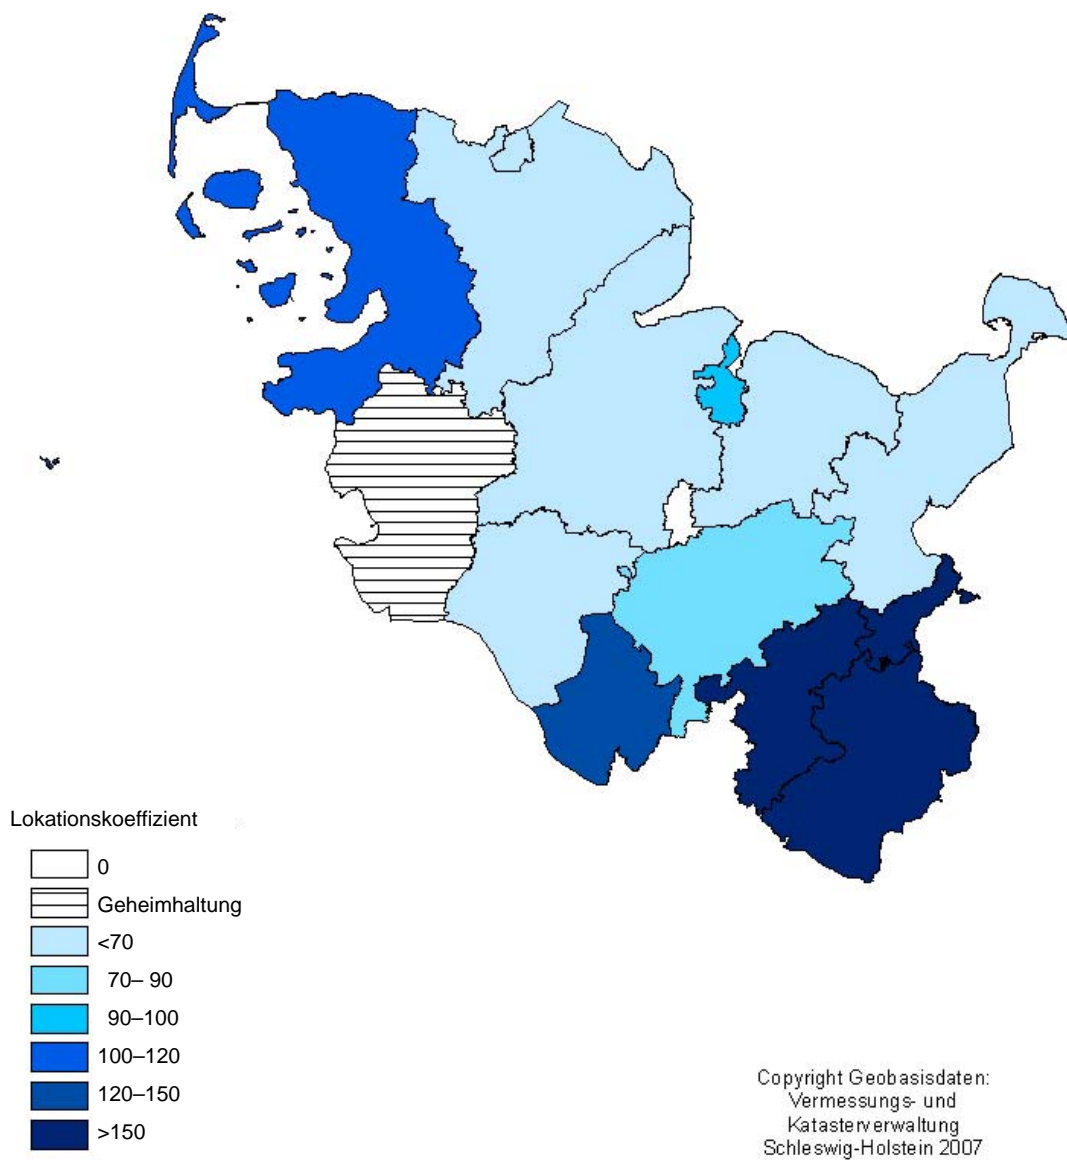 Lokationskoeffizient
0
Geheimhaltung
<70
70– 90
90–100
100–120
120–150
>150
Copyright Geobasisdaten:
Vermessungs- und
Katasterverwaltung
Schleswig-Holstein 2007